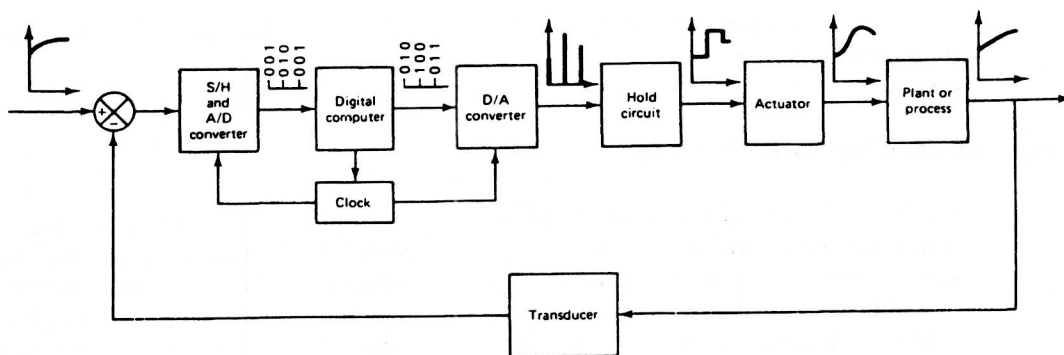 +
−
S/H
and
A/D
converter
001
010
001
Digital
computer
010
100
011
D/A
converter
Clock
Hold
circuit
Actuator
Plant or
process
Transducer